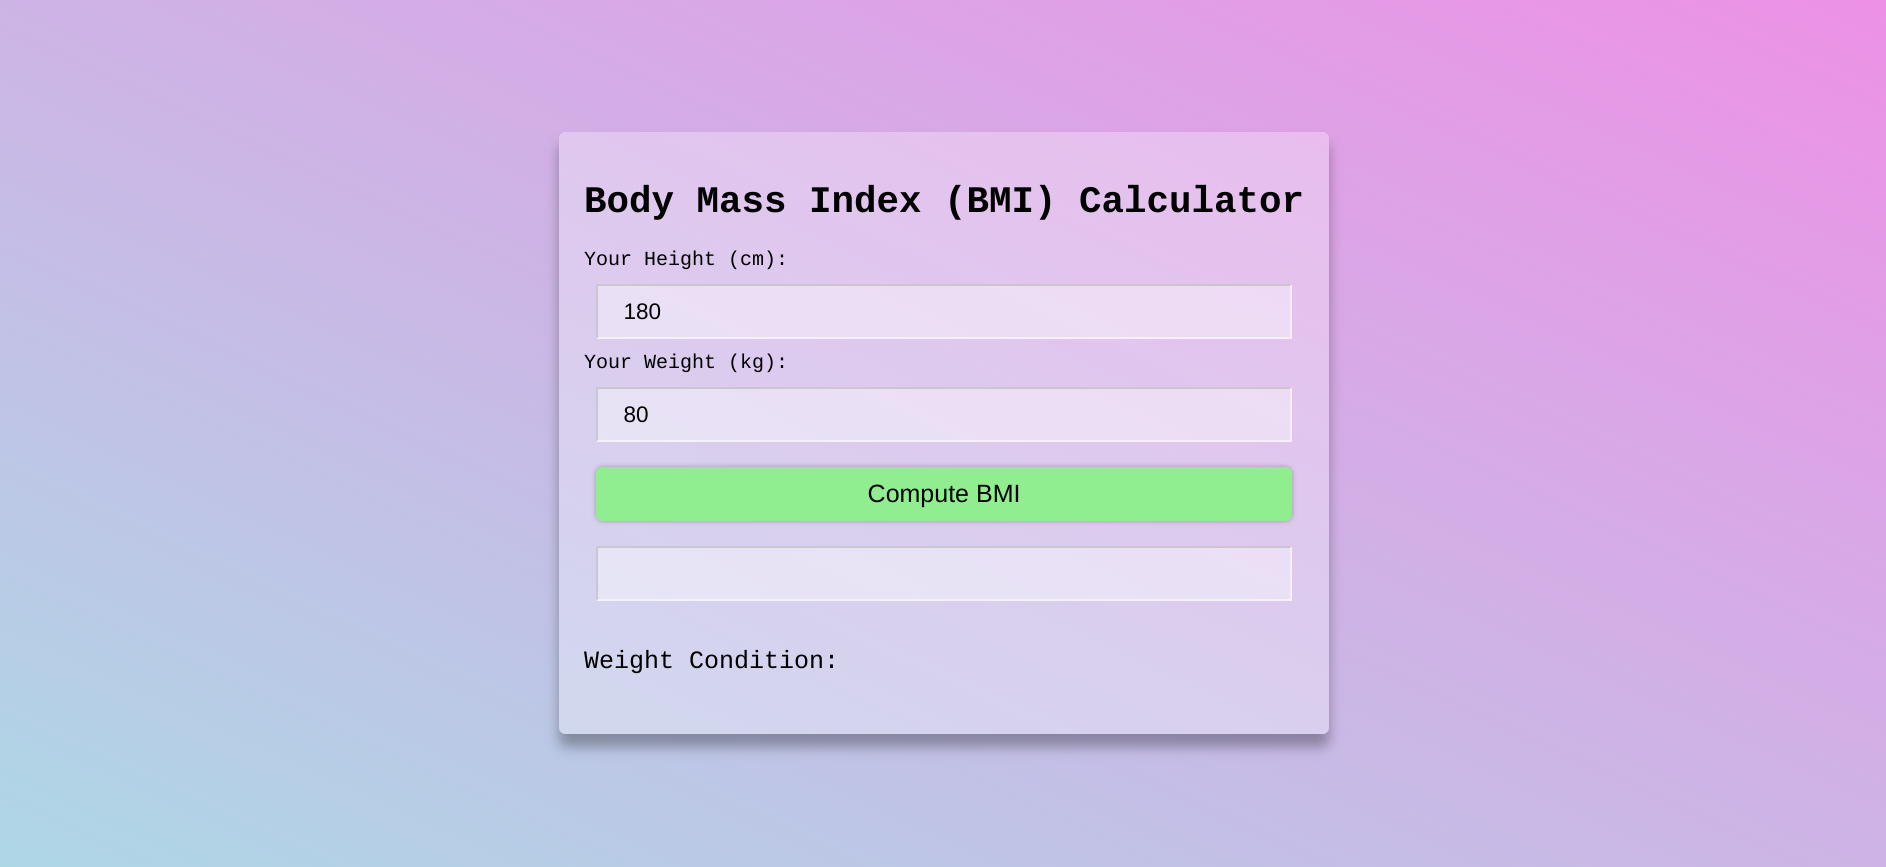 Body Mass Index (BMI) Calculator
Your Height (cm):
180
Your Weight (kg):
80
Compute BMI
Weight Condition: